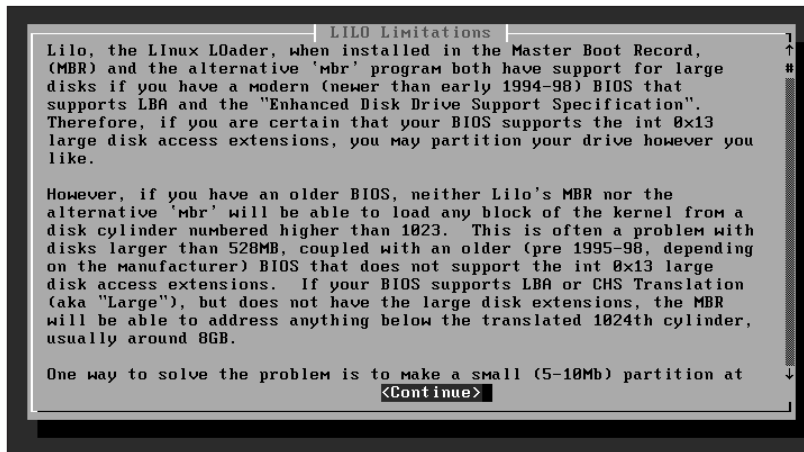 LILO Limitations
Lilo, the LInux LOader, when installed in the Master Boot Record,
(MBR) and the alternative `mbr' program both have support for large
disks if you have a modern (newer than early 1994-98) BIOS that
supports LBA and the "Enhanced Disk Drive Support Specification".
Therefore, if you are certain that your BIOS supports the int 0x13
large disk access extensions, you may partition your drive however you
like.
However, if you have an older BIOS, neither Lilo's MBR nor the
alternative `mbr' will be able to load any block of the kernel from a
disk cylinder numbered higher than 1023.  This is often a problem with
disks larger than 528MB, coupled with an older (pre 1995-98, depending
on the manufacturer) BIOS that does not support the int 0x13 large
disk access extensions.  If your BIOS supports LBA or CHS Translation
(aka "Large"), but does not have the large disk extensions, the MBR
will be able to address anything below the translated 1024th cylinder,
usually around 8GB.
One way to solve the problem is to make a small (5-10Mb) partition at
<Continue>